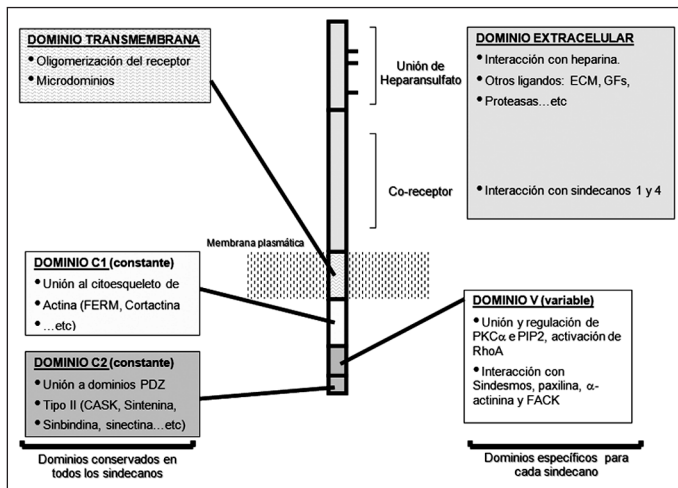 DOMINIO TRANSMEMBRANA
• Oligomerización del receptor
• Microdominios
Unión de
Heparansulfato
DOMINIO EXTRACELULAR
• Interacción con heparina.
• Otros ligandos: ECM, GFs,
• Proteasas…etc
• Interacción con sindecanos 1 y 4
Co-receptor
Membrana plasmática
DOMINIO C1 (constante)
• Unión al citoesqueleto de
• Actina (FERM, Cortactina
• …etc)
DOMINIO C2 (constante)
• Unión a dominios PDZ
• Tipo II (CASK, Sintenina,
• Sinbindina, sinectina…etc)
Dominios conservados en
todos los sindecanos
DOMINIO V (variable)
• Unión y regulación de
PKCα e PIP2, activación de
RhoA
• Interacción con
Sindesmos, paxilina, α-
actinina y FACK
Dominios específicos para
cada sindecano